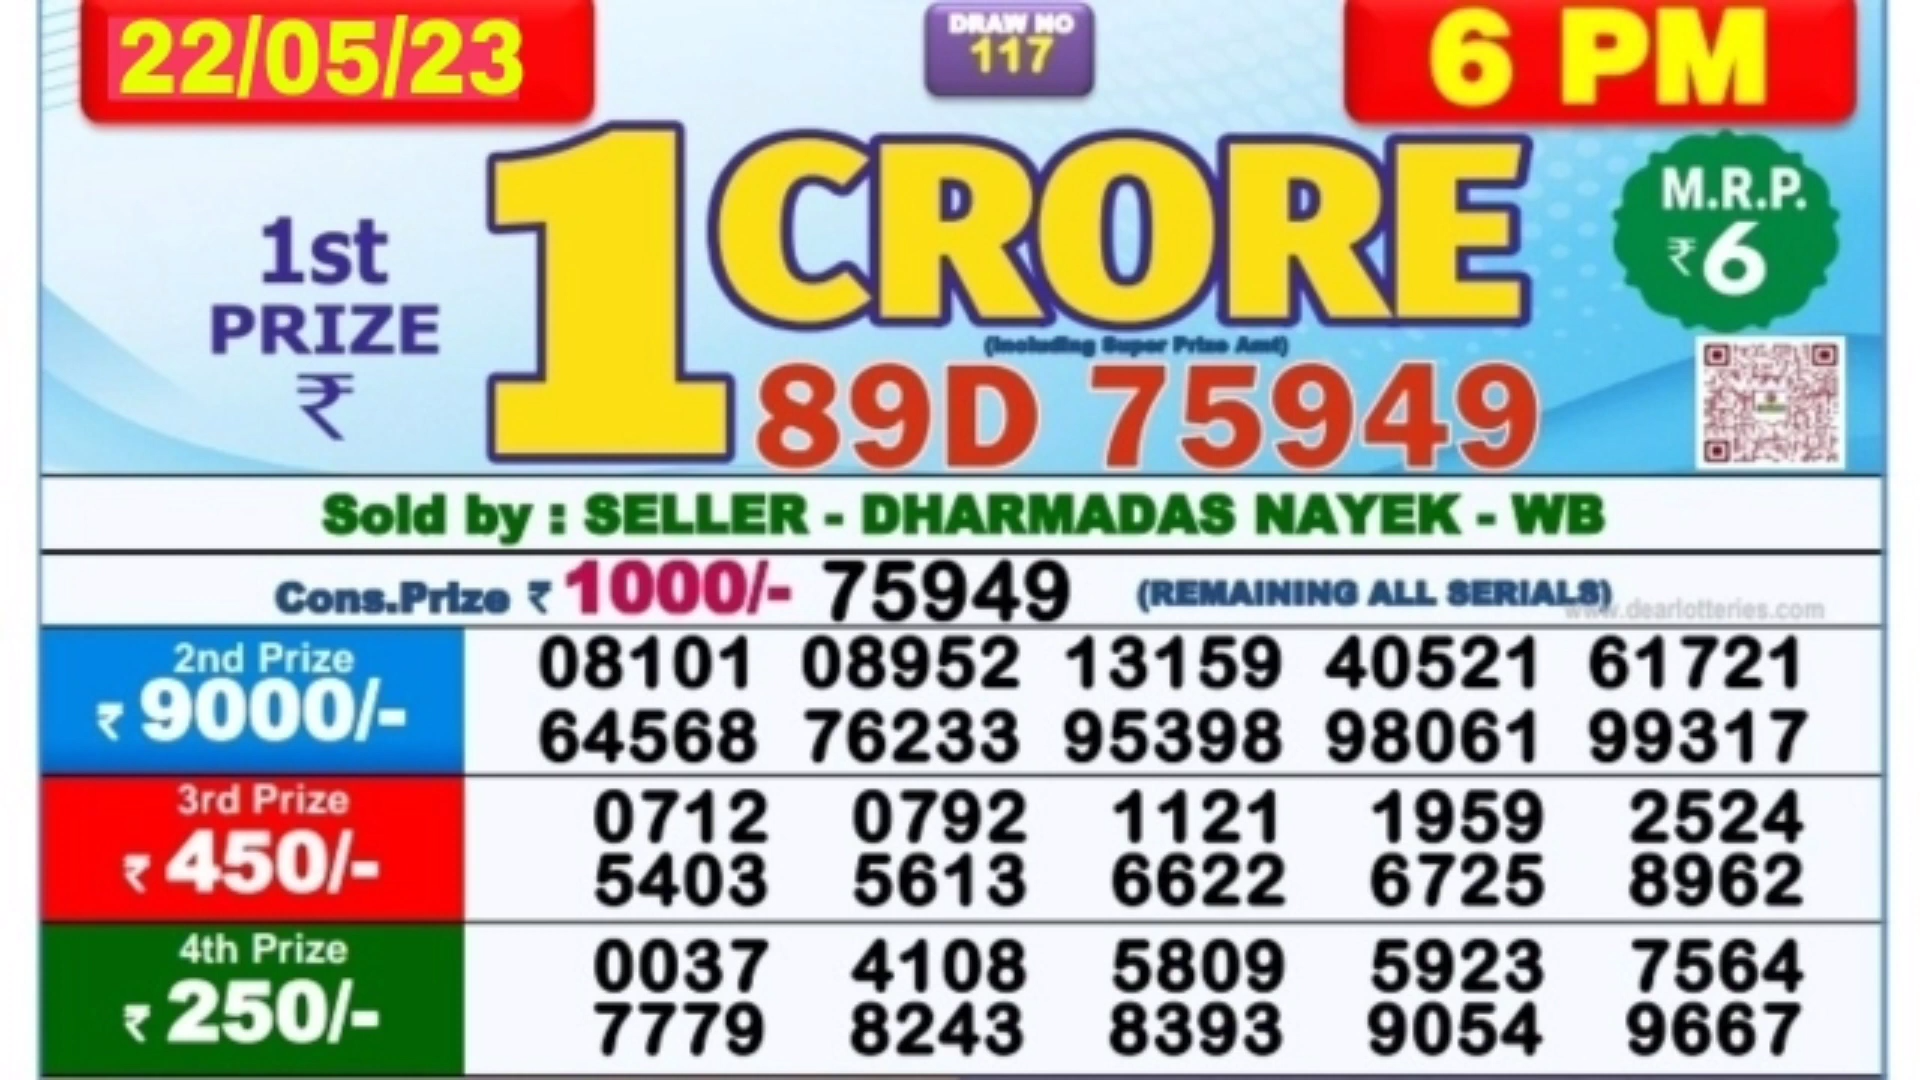 22/05/23
DRAW NO
117
6 PM
1st
PRIZE
₹
1 CRORE
(Including Super Prize Amt)
89D 75949
M.R.P.
₹6
Sold by : SELLER - DHARMADAS NAYEK - WB
Cons.Prize ₹ 1000/- 75949 (REMAINING ALL SERIALS)
www.dearlotteries.com
2nd Prize
₹ 9000/-
08101 08952 13159 40521 61721
64568 76233 95398 98061 99317
3rd Prize
₹ 450/-
0712 0792 1121 1959 2524
5403 5613 6622 6725 8962
4th Prize
₹ 250/-
0037 4108 5809 5923 7564
7779 8243 8393 9054 9667